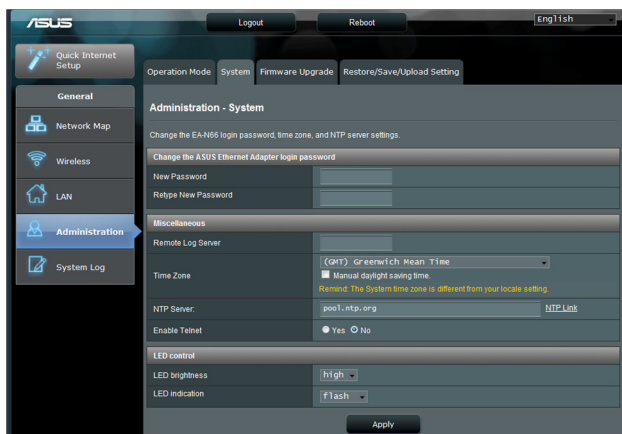 ASUS
Logout
Reboot
English
Quick Internet
Setup
General
Network Map
Wireless
LAN
Administration
System Log
Operation Mode
System
Firmware Upgrade
Restore/Save/Upload Setting
Administration - System
Change the EA-N66 login password, time zone, and NTP server settings.
Change the ASUS Ethernet Adapter login password
New Password
Retype New Password
Miscellaneous
Remote Log Server
Time Zone
(GMT) Greenwich Mean Time
Manual daylight saving time.
Remind: The System time zone is different from your locale setting.
NTP Server:
pool.ntp.org
NTP Link
Enable Telnet
Yes No
LED control
LED brightness
high
LED indication
flash
Apply